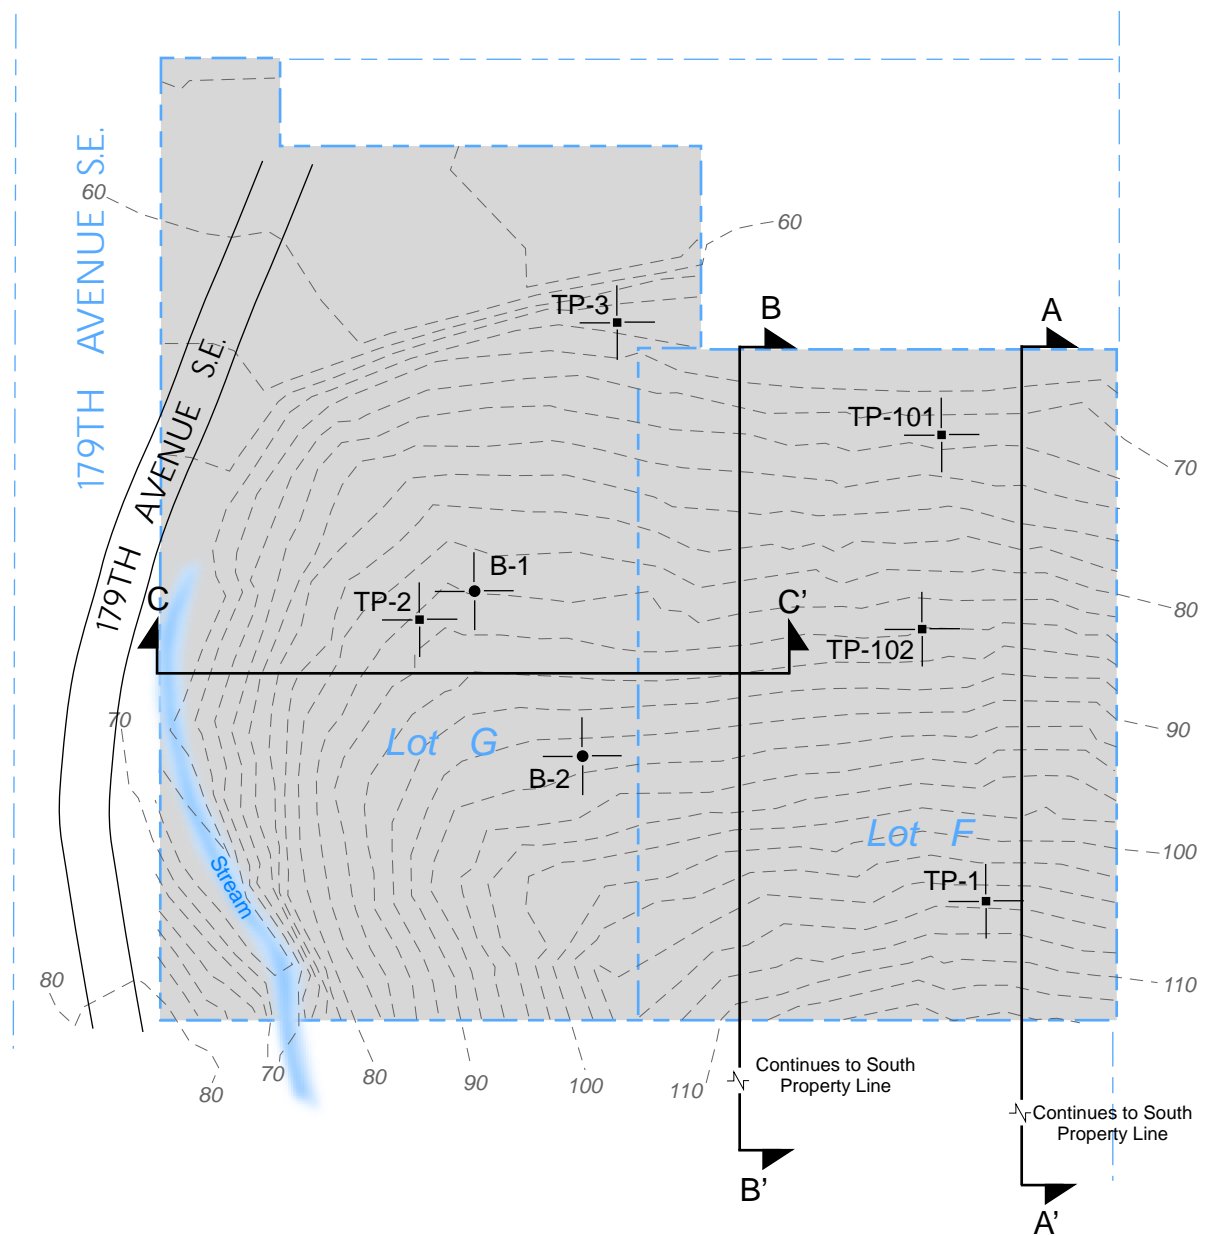 179TH AVENUE S.E.
179TH AVENUE S.E.
60
60
TP-3
B
A
TP-101
70
B-1
TP-2
C
C’
80
TP-102
70
Lot G
90
B-2
Lot F
100
Stream
TP-1
80
110
70
80
80
90
100
110
Continues to South
Property Line
Continues to South
Property Line
B’
A’